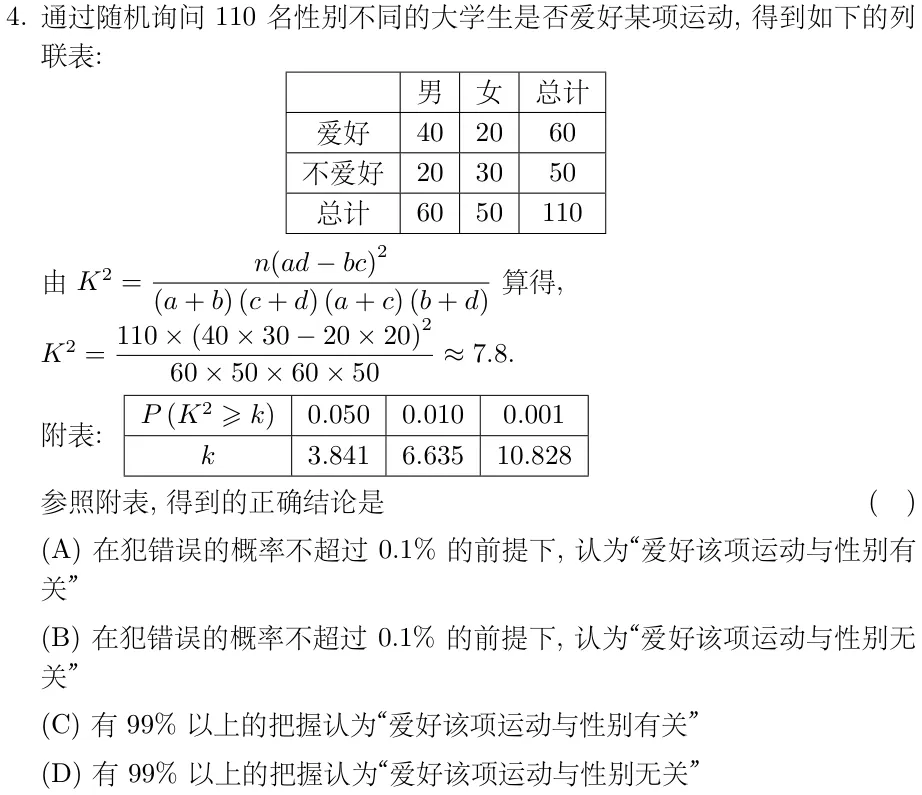 4. 通过随机询问 110 名性别不同的大学生是否爱好某项运动, 得到如下的列
联表:
男 女 总计
爱好 40 20 60
不爱好 20 30 50
总计 60 50 110
由 K² = n(ad − bc)² / (a + b)(c + d)(a + c)(b + d) 算得,
K² = 110 × (40 × 30 − 20 × 20)² / 60 × 50 × 60 × 50 ≈ 7.8.
附表:
P(K² ⩾ k) 0.050 0.010 0.001
k 3.841 6.635 10.828
参照附表, 得到的正确结论是 ( )
(A) 在犯错误的概率不超过 0.1% 的前提下, 认为“爱好该项运动与性别有
关”
(B) 在犯错误的概率不超过 0.1% 的前提下, 认为“爱好该项运动与性别无
关”
(C) 有 99% 以上的把握认为“爱好该项运动与性别有关”
(D) 有 99% 以上的把握认为“爱好该项运动与性别无关”